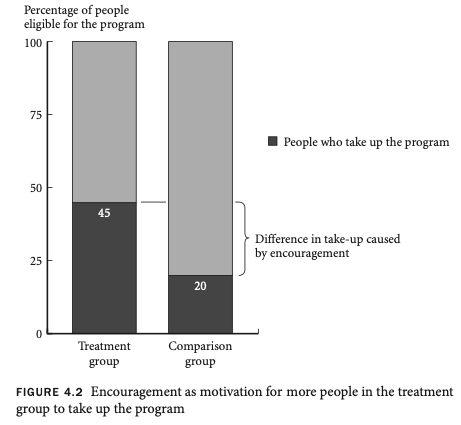 Percentage of people
eligible for the program
100
75
50
25
0
45
20
People who take up the program
Difference in take-up caused
by encouragement
Treatment
group
Comparison
group
FIGURE 4.2 Encouragement as motivation for more people in the treatment
group to take up the program